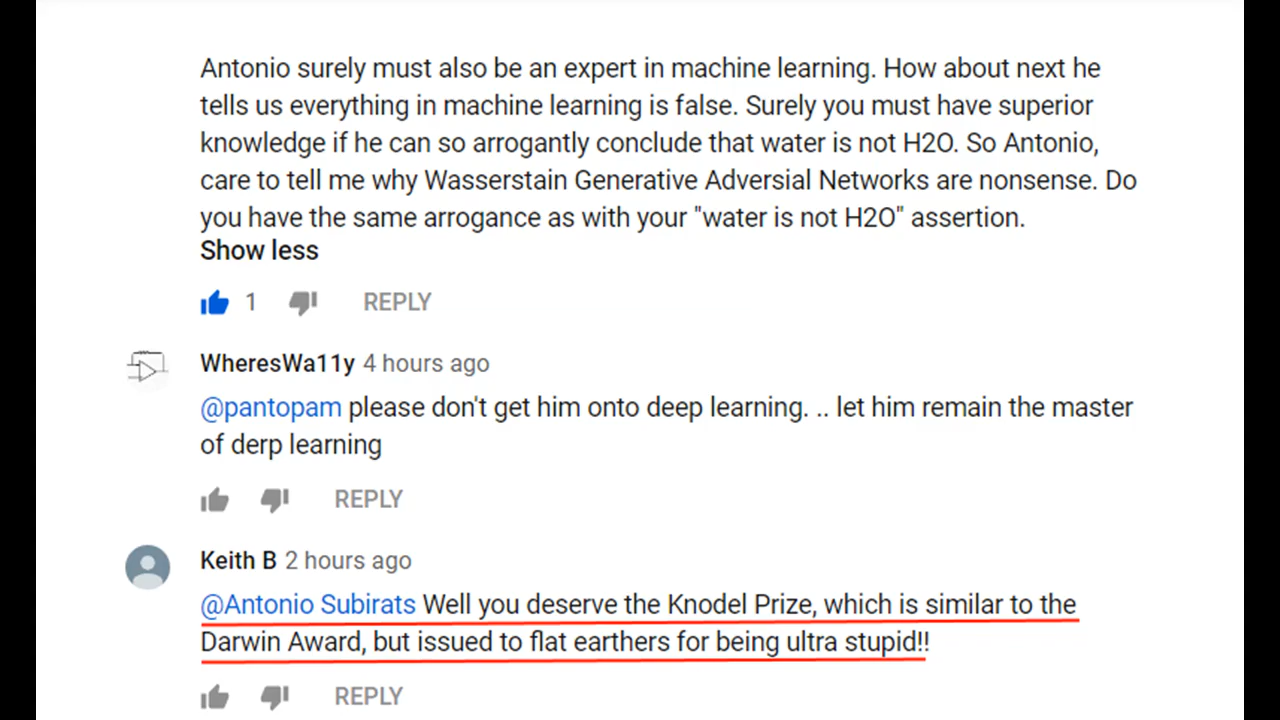 Antonio surely must also be an expert in machine learning. How about next he
tells us everything in machine learning is false. Surely you must have superior
knowledge if he can so arrogantly conclude that water is not H2O. So Antonio,
care to tell me why Wasserstain Generative Adversial Networks are nonsense. Do
you have the same arrogance as with your "water is not H2O" assertion.
Show less
1 REPLY
WheresWa11y 4 hours ago
@pantopam please don't get him onto deep learning. .. let him remain the master
of derp learning
REPLY
Keith B 2 hours ago
@Antonio Subirats Well you deserve the Knodel Prize, which is similar to the
Darwin Award, but issued to flat earthers for being ultra stupid!!
REPLY